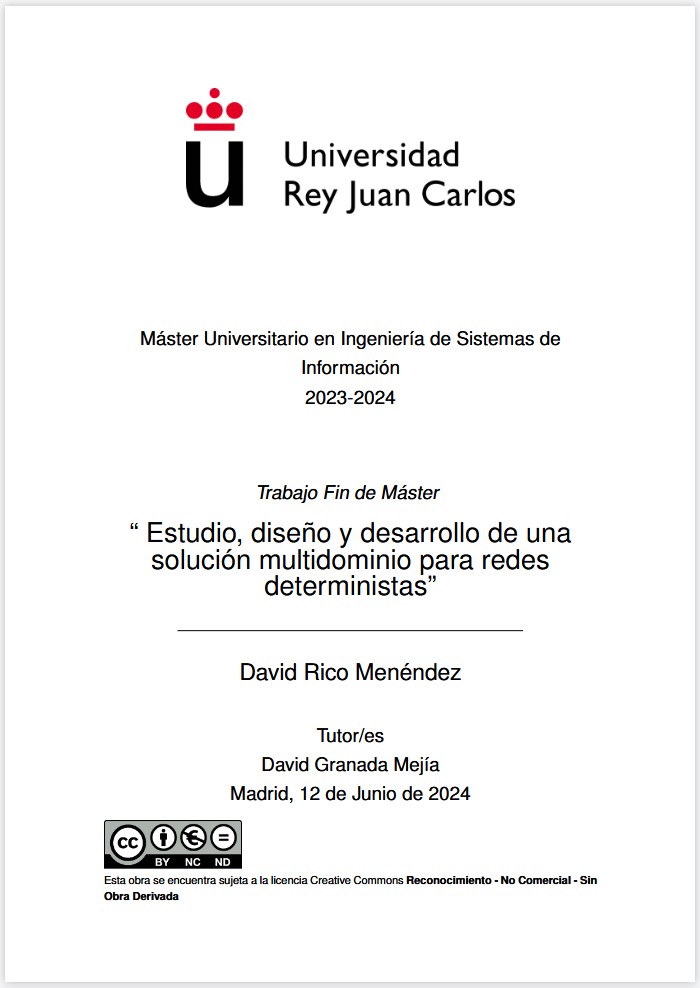 u Universidad
Rey Juan Carlos
Máster Universitario en Ingeniería de Sistemas de
Información
2023-2024
Trabajo Fin de Máster
“ Estudio, diseño y desarrollo de una
solución multidominio para redes
deterministas”
David Rico Menéndez
Tutor/es
David Granada Mejía
Madrid, 12 de Junio de 2024
cc BY NC ND
Esta obra se encuentra sujeta a la licencia Creative Commons Reconocimiento - No Comercial - Sin
Obra Derivada